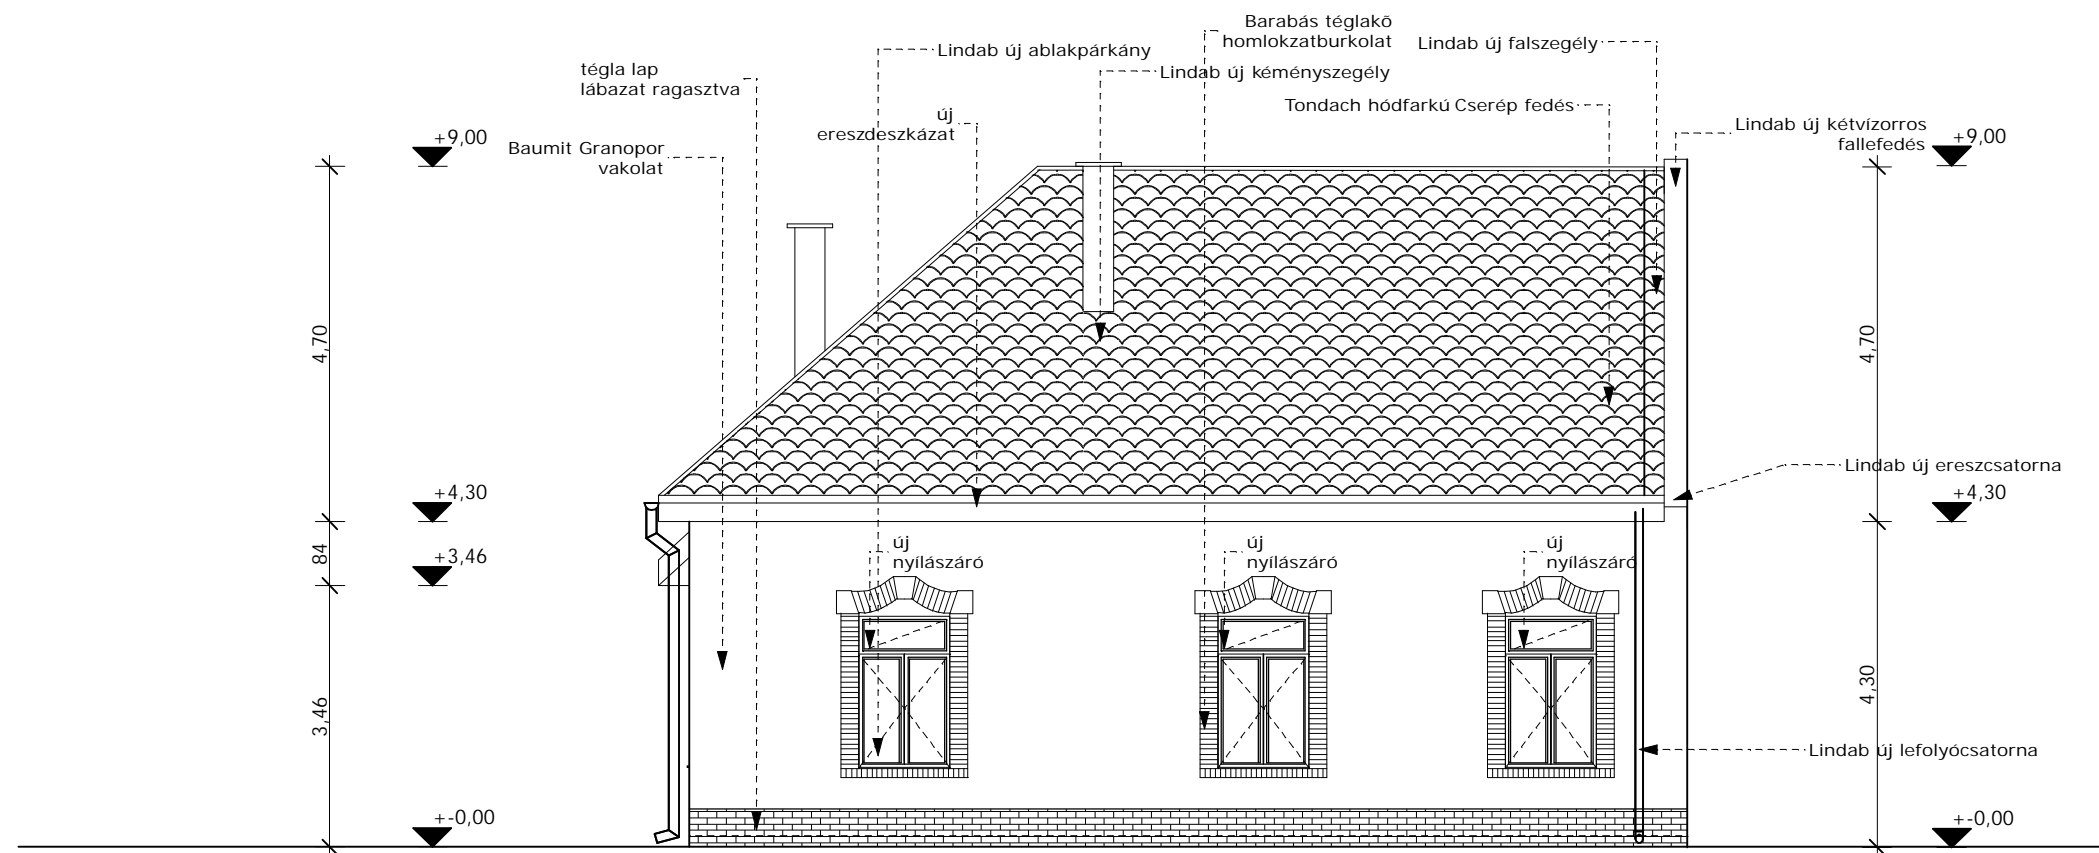 Barabás téglakő
homlokzatburkolat
Lindab új ablakpárkány
Lindab új falszegély
tégla lap
lábazat ragasztva
Lindab új kéményszegély
Tondach hódfarkú Cserép fedés
új
ereszdeszkázat
Lindab új kétvízorros
fallefedés
+9,00
+9,00
Baumit Granopor
vakolat
4,70
4,70
Lindab új ereszcsatorna
+4,30
+4,30
84
+3,46
új
nyílászáró
új
nyílászáró
új
nyílászáró
3,46
4,30
Lindab új lefolyócsatorna
+-0,00
+-0,00